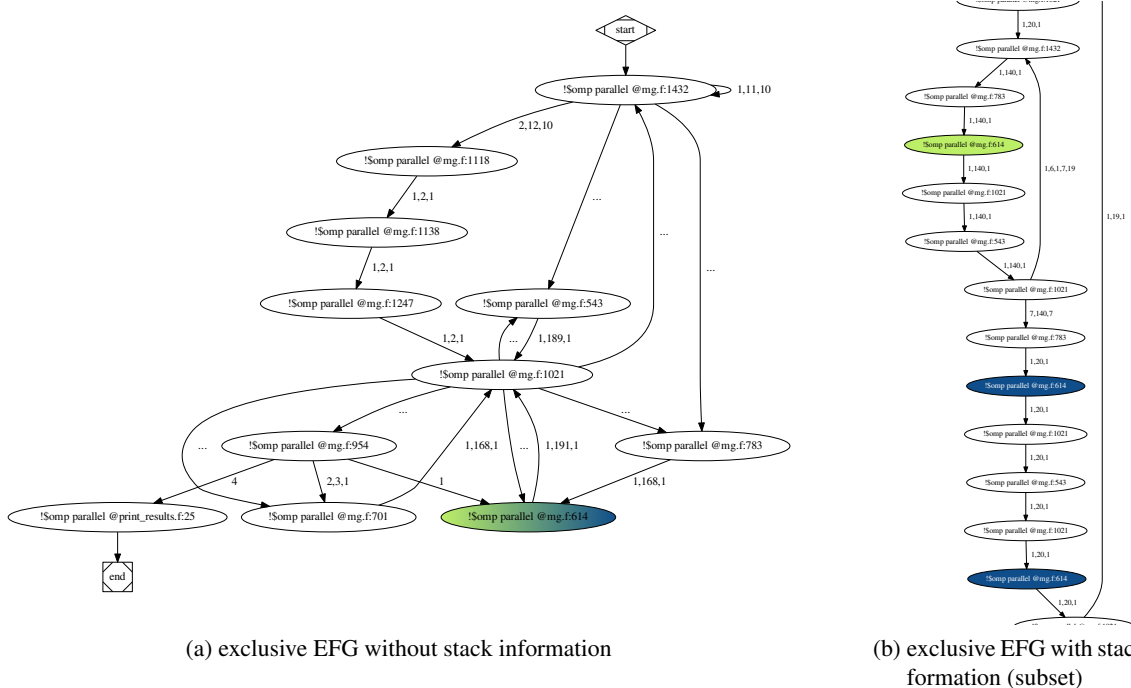 start
!$omp parallel @mg.f:1432
1,11,10
2,12,10
!$omp parallel @mg.f:1118
1,2,1
...
!$omp parallel @mg.f:1138
...
...
1,2,1
!$omp parallel @mg.f:1247
!$omp parallel @mg.f:543
1,2,1
...
1,189,1
!$omp parallel @mg.f:1021
...
...
...
!$omp parallel @mg.f:954
1,168,1
...
1,191,1
!$omp parallel @mg.f:783
4
2,3,1
1
1,168,1
!$omp parallel @print_results.f:25
!$omp parallel @mg.f:701
!$omp parallel @mg.f:614
end
(a) exclusive EFG without stack information
1,20,1
!$omp parallel @mg.f:1432
1,140,1
!$omp parallel @mg.f:783
1,140,1
!$omp parallel @mg.f:614
1,140,1
1,6,1,7,19
!$omp parallel @mg.f:1021
1,140,1
1,19,1
!$omp parallel @mg.f:543
1,140,1
!$omp parallel @mg.f:1021
7,140,7
!$omp parallel @mg.f:783
1,20,1
!$omp parallel @mg.f:614
1,20,1
!$omp parallel @mg.f:1021
1,20,1
!$omp parallel @mg.f:543
1,20,1
!$omp parallel @mg.f:1021
1,20,1
!$omp parallel @mg.f:614
1,20,1
(b) exclusive EFG with stac
formation (subset)